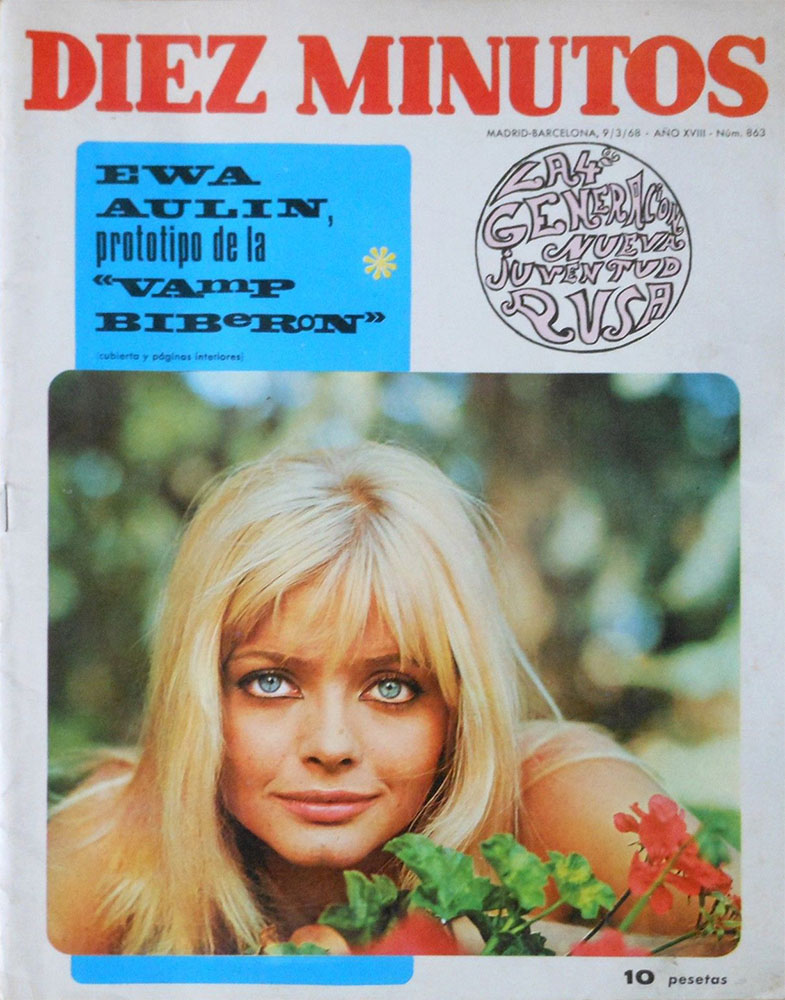 DIEZ MINUTOS
MADRID-BARCELONA, 9/3/68 - AÑO XVIII - Núm. 863
EWA
AULIN,
prototipo de la
«VAMP
BIBERON»
(cubierta y páginas interiores)
LA 4ª
GENERACION
NUEVA
JUVENTUD
RUSA
10 pesetas